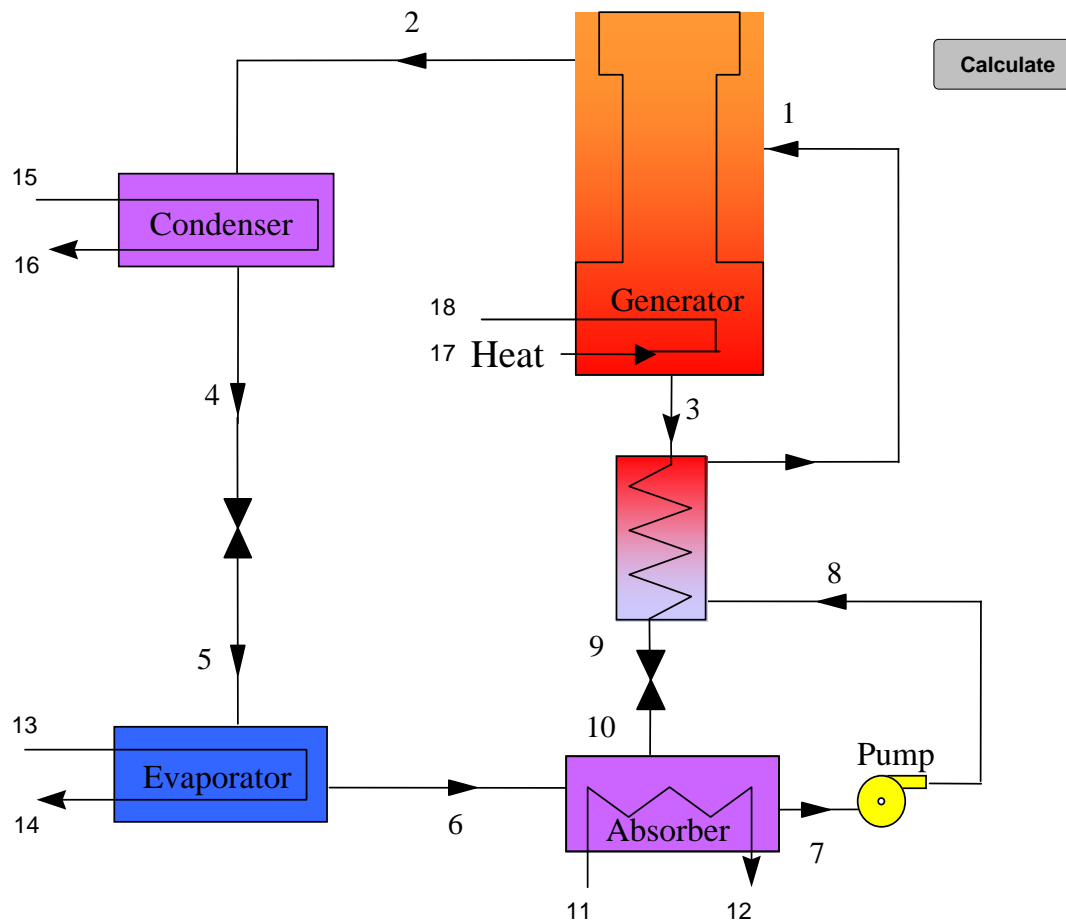 2
Calculate
1
15
Condenser
16
Generator
18
17 Heat
4
3
8
5
9
13
10
Pump
Evaporator
14
6
Absorber
7
11
12